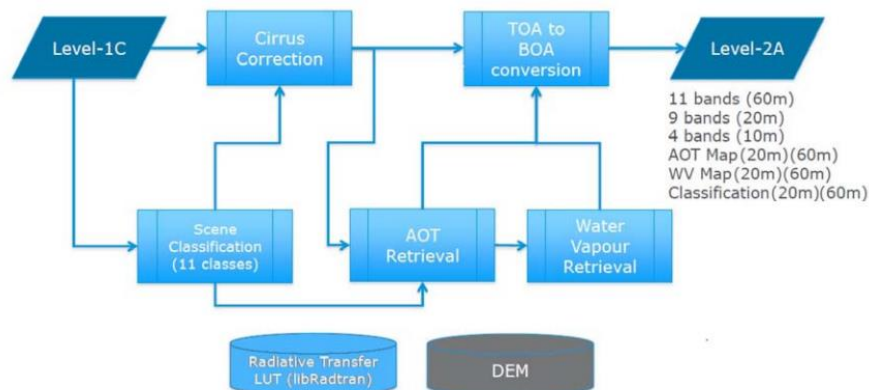 Level-1C
Cirrus
Correction
TOA to
BOA
conversion
Level-2A
11 bands (60m)
9 bands (20m)
4 bands (10m)
AOT Map(20m)(60m)
WV Map(20m)(60m)
Classification(20m)(60m)
Scene
Classification
(11 classes)
AOT
Retrieval
Water
Vapour
Retrieval
Radiative Transfer
LUT (libRadtran)
DEM